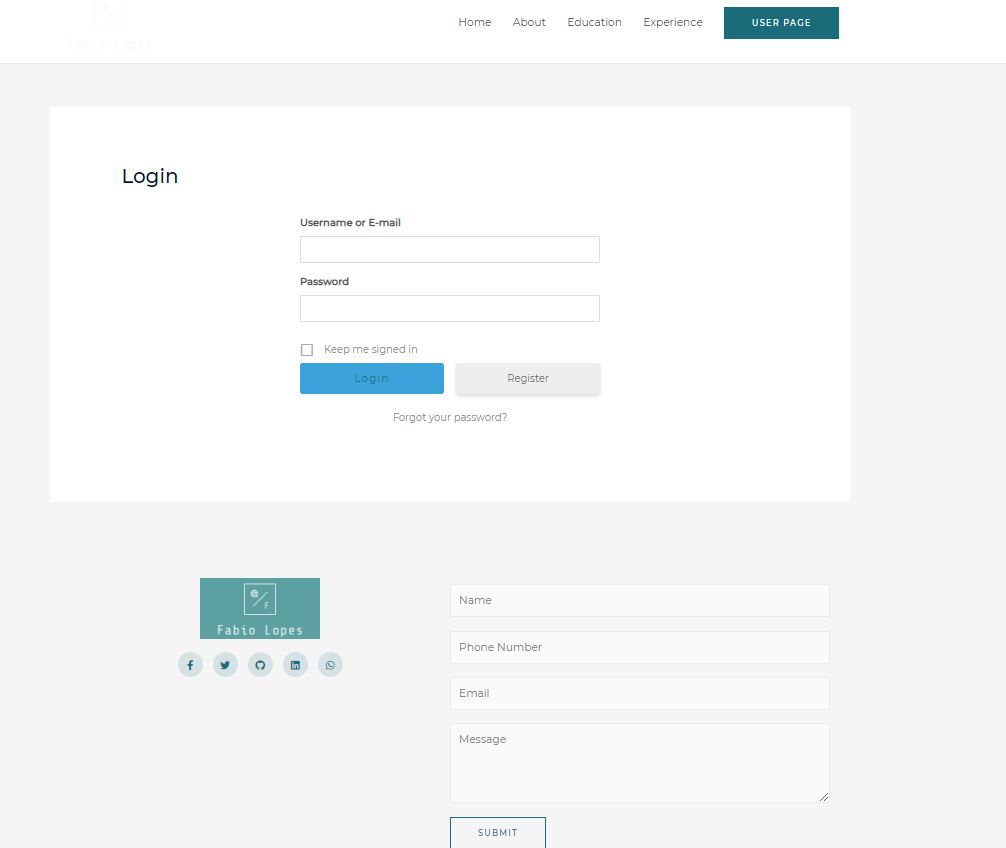 Fabio Lopes
Home About Education Experience USER PAGE
Login
Username or E-mail
Password
Keep me signed in
Login Register
Forgot your password?
@ F
Fabio Lopes
Name
Phone Number
Email
Message
SUBMIT